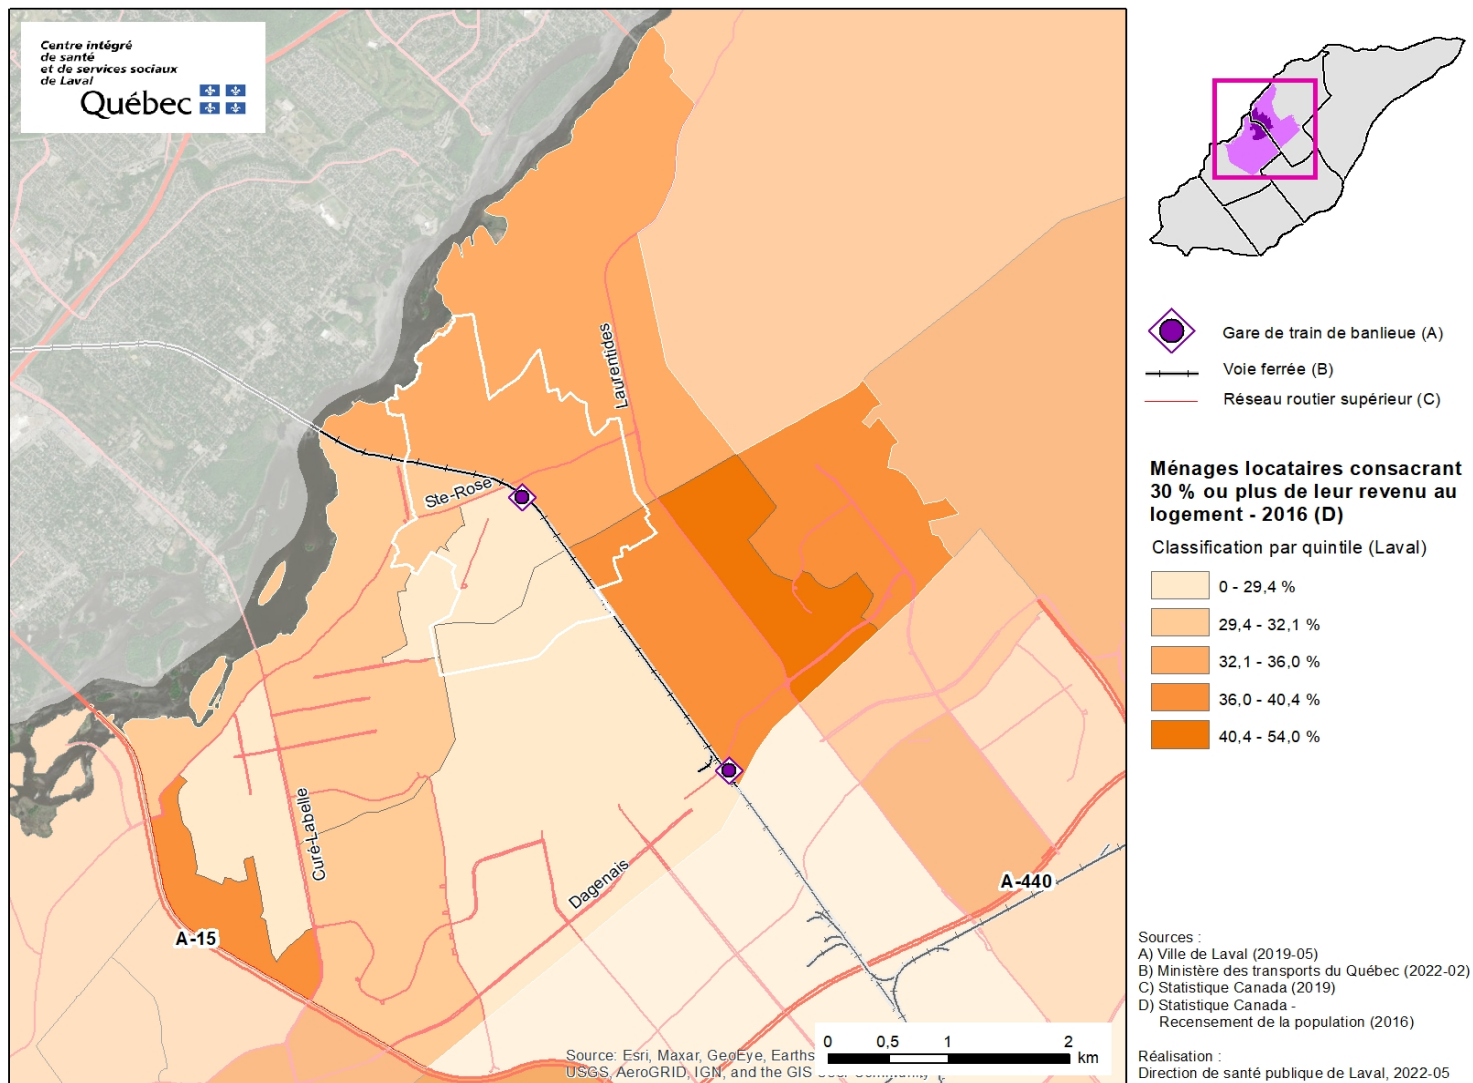 Centre intégré
de santé
et de services sociaux
de Laval
Québec
Laurentides
Ste-Rose
Curé-Labelle
Dagenais
A-15
A-440
Source: Esri, Maxar, GeoEye, Earths
USGS, AeroGRID, IGN, and the GIS User Community
0 0,5 1 2
km
Gare de train de banlieue (A)
Voie ferrée (B)
Réseau routier supérieur (C)
Ménages locataires consacrant
30 % ou plus de leur revenu au
logement - 2016 (D)
Classification par quintile (Laval)
0 - 29,4 %
29,4 - 32,1 %
32,1 - 36,0 %
36,0 - 40,4 %
40,4 - 54,0 %
Sources :
A) Ville de Laval (2019-05)
B) Ministère des transports du Québec (2022-02)
C) Statistique Canada (2019)
D) Statistique Canada -
Recensement de la population (2016)
Réalisation :
Direction de santé publique de Laval, 2022-05